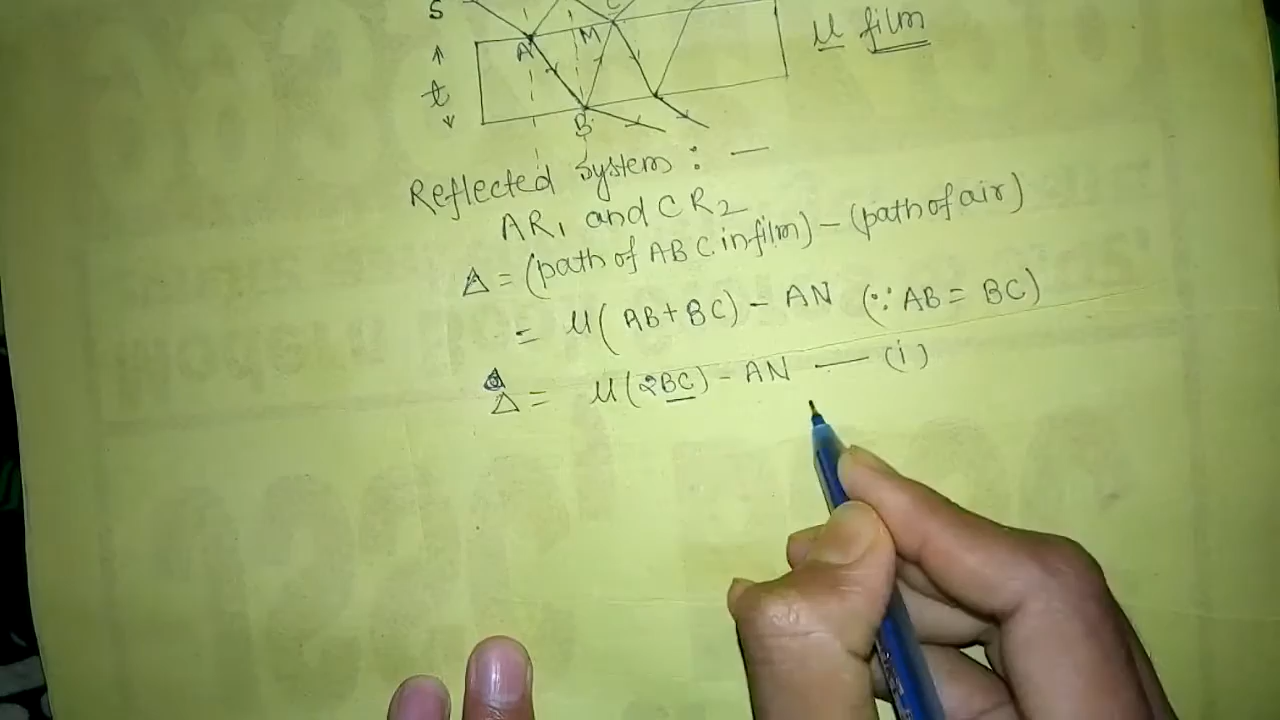 S
C
A
M
μ film
t
B
Reflected system : —
AR₁ and CR₂
Δ = (path of ABC in film) – (path of air)
= μ( AB + BC) – AN (∵ AB = BC)
Δ = μ(2BC) – AN — (i)